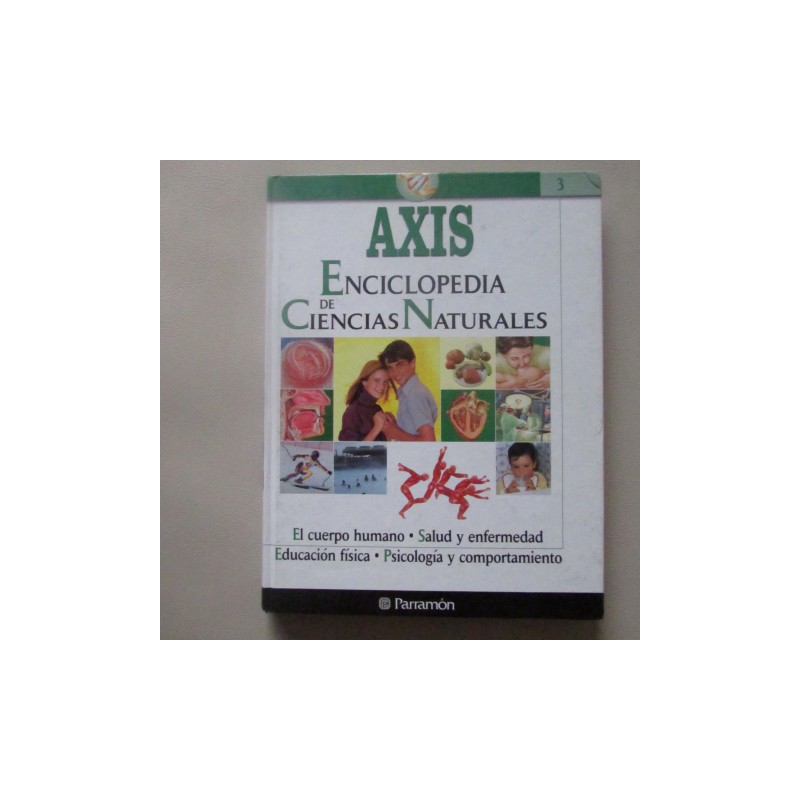 3
AXIS
ENCICLOPEDIA
DE
CIENCIAS NATURALES
El cuerpo humano • Salud y enfermedad
Educación física • Psicología y comportamiento
Parramón